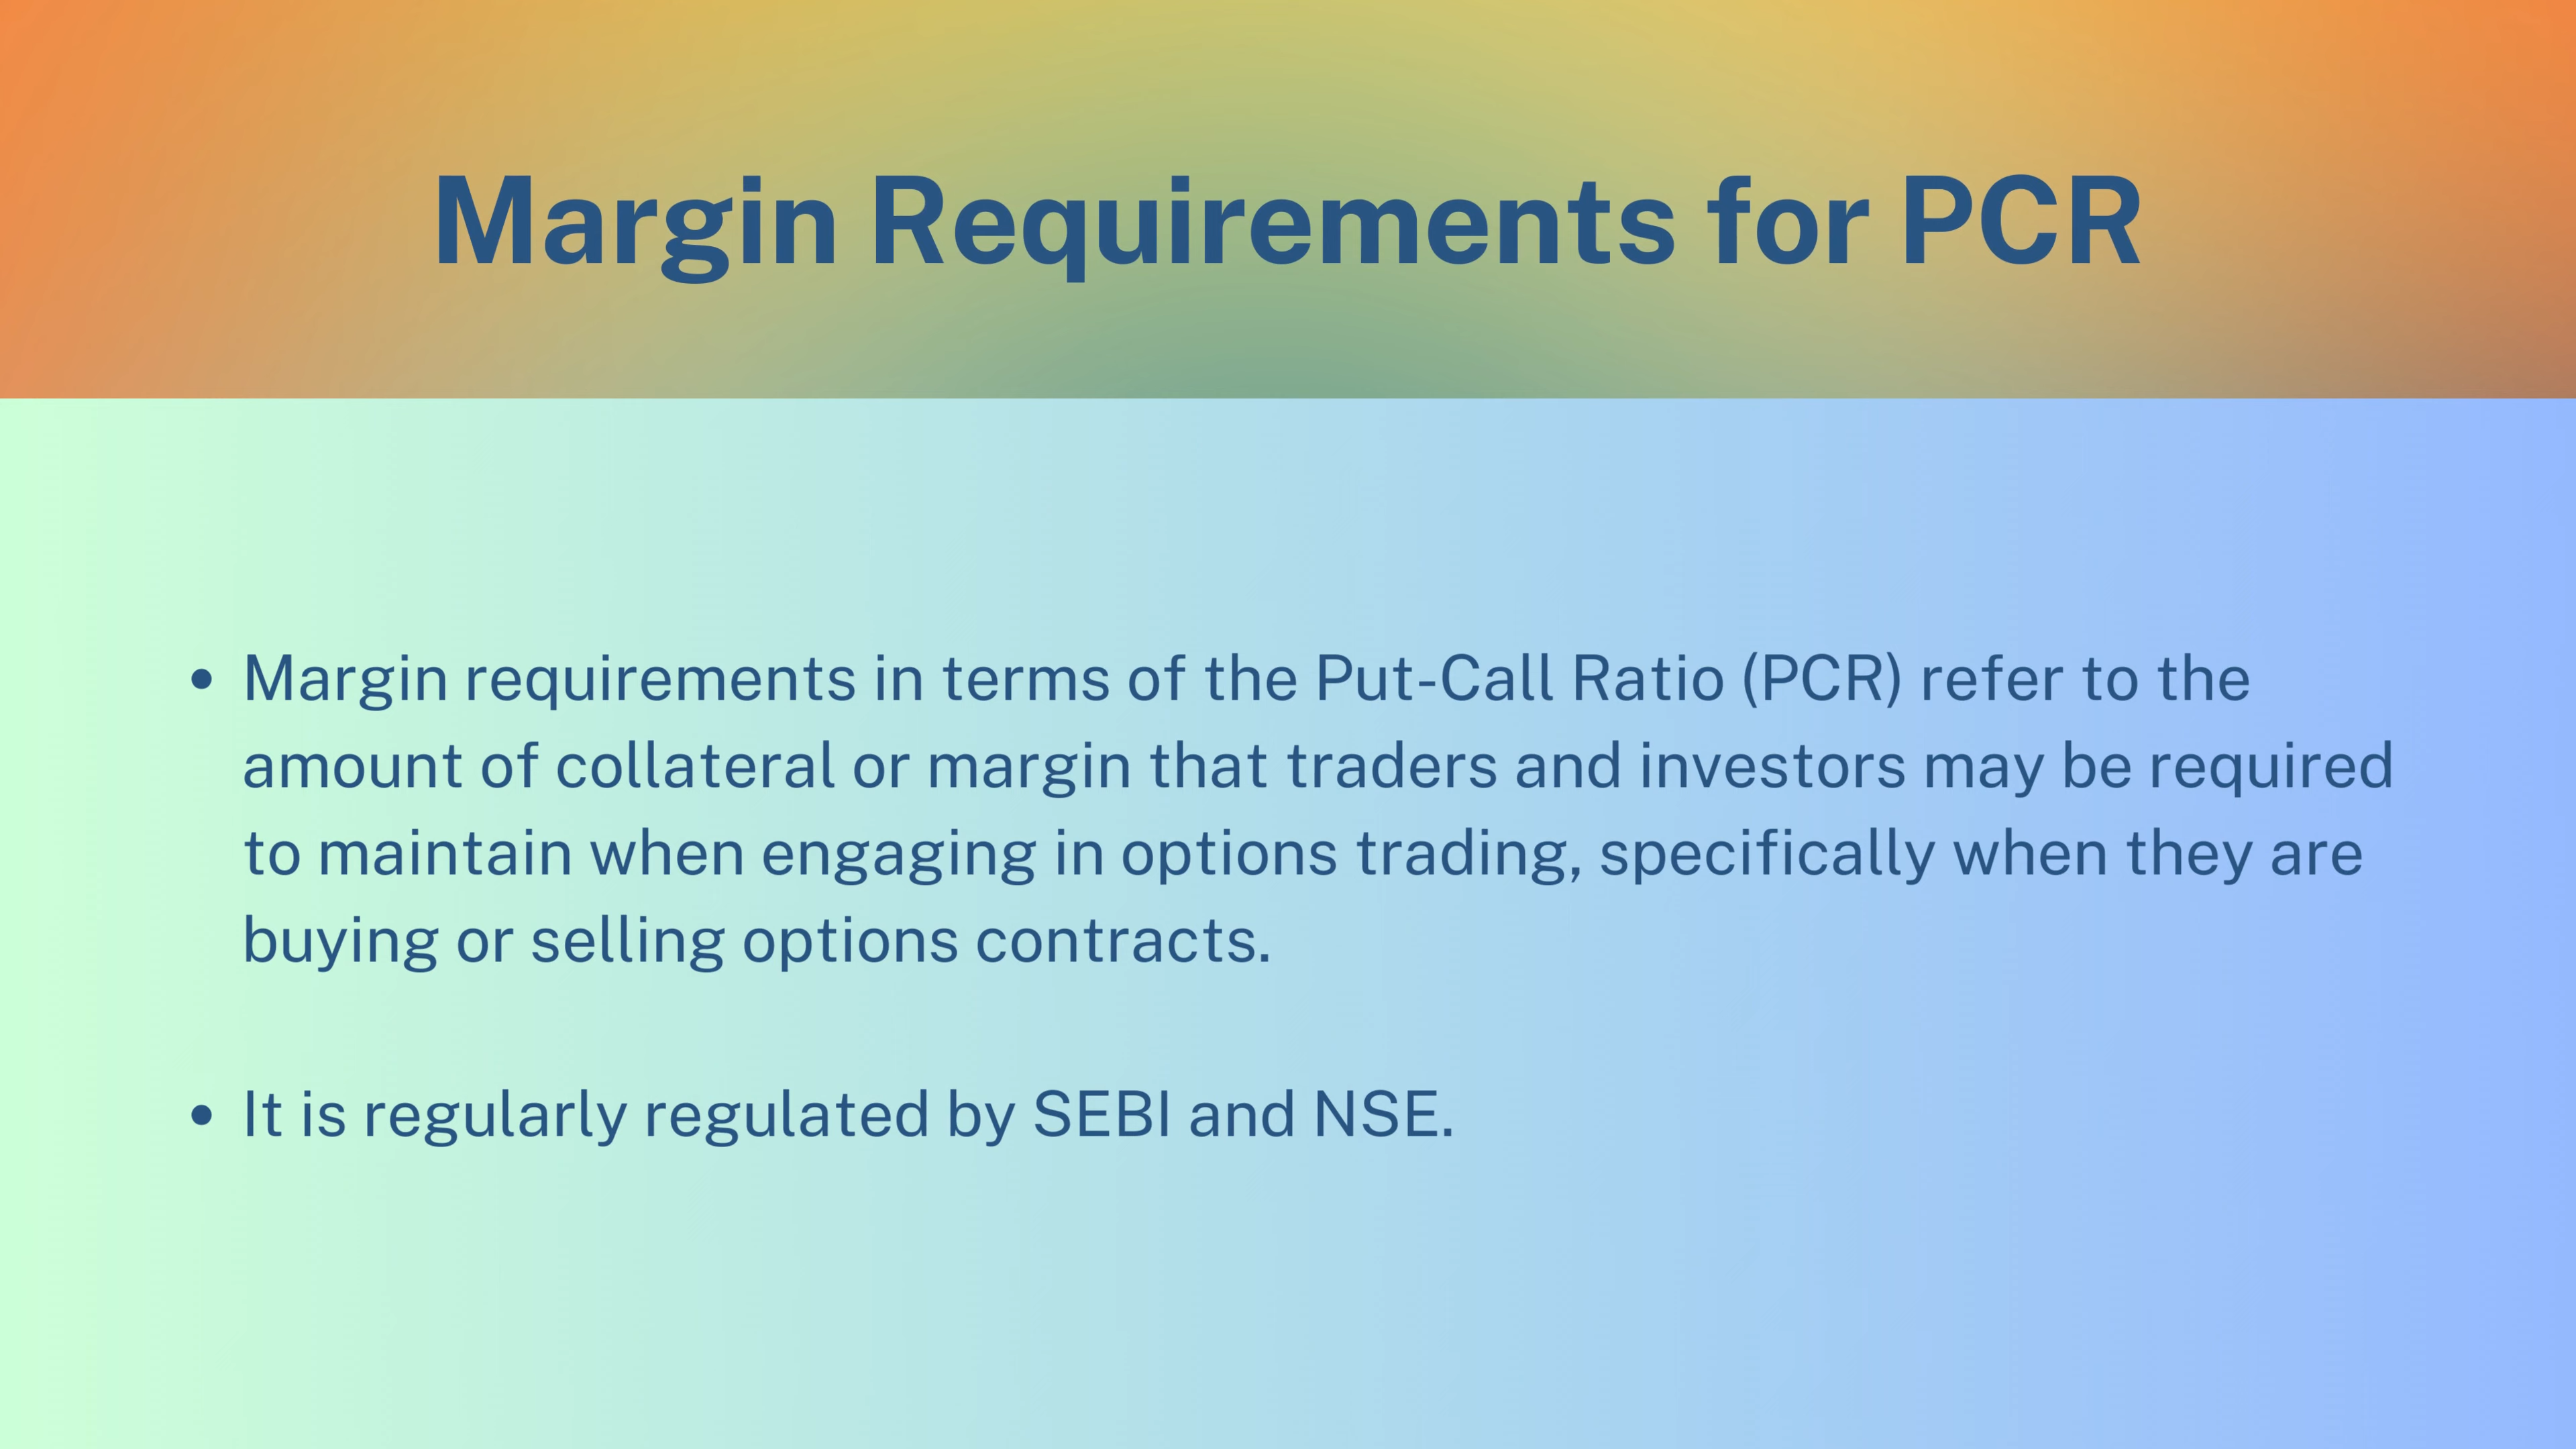 Margin Requirements for PCR
• Margin requirements in terms of the Put-Call Ratio (PCR) refer to the
amount of collateral or margin that traders and investors may be required
to maintain when engaging in options trading, specifically when they are
buying or selling options contracts.
• It is regularly regulated by SEBI and NSE.